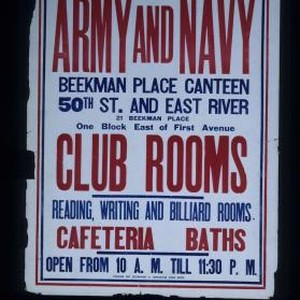 ARMY AND NAVY
BEEKMAN PLACE CANTEEN
50TH ST. AND EAST RIVER
21 BEEKMAN PLACE
One Block East of First Avenue
CLUB ROOMS
READING, WRITING AND BILLIARD ROOMS.
CAFETERIA BATHS
OPEN FROM 10 A. M. TILL 11:30 P. M.